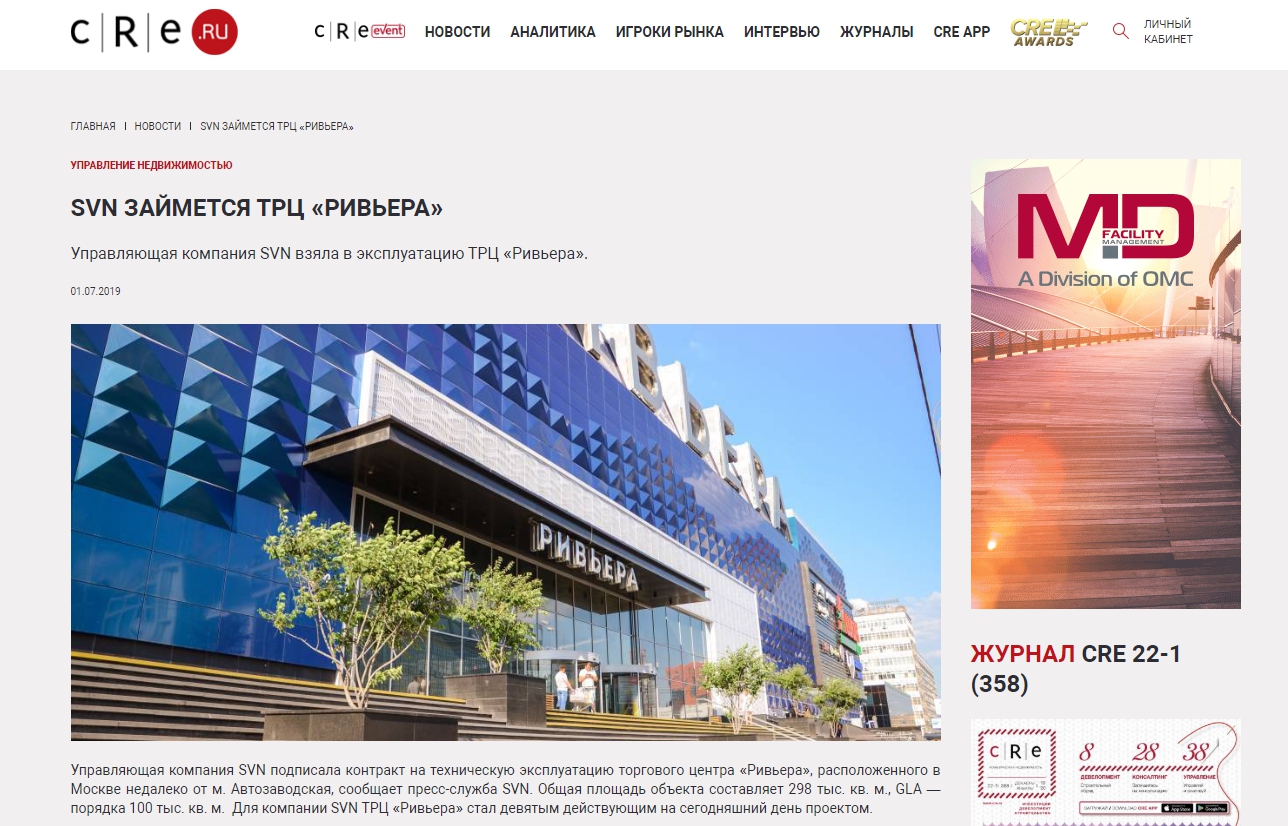 c|R|e .RU
c|R|e event НОВОСТИ АНАЛИТИКА ИГРОКИ РЫНКА ИНТЕРВЬЮ ЖУРНАЛЫ CRE APP CRE AWARDS ЛИЧНЫЙ КАБИНЕТ
ГЛАВНАЯ | НОВОСТИ | SVN ЗАЙМЕТСЯ ТРЦ «РИВЬЕРА»
УПРАВЛЕНИЕ НЕДВИЖИМОСТЬЮ
SVN ЗАЙМЕТСЯ ТРЦ «РИВЬЕРА»
Управляющая компания SVN взяла в эксплуатацию ТРЦ «Ривьера».
01.07.2019
РИВЬЕРА
Управляющая компания SVN подписала контракт на техническую эксплуатацию торгового центра «Ривьера», расположенного в
Москве недалеко от м. Автозаводская, сообщает пресс-служба SVN. Общая площадь объекта составляет 298 тыс. кв. м., GLA —
порядка 100 тыс. кв. м. Для компании SVN ТРЦ «Ривьера» стал девятым действующим на сегодняшний день проектом.
MD
FACILITY
MANAGEMENT
A Division of OMC
ЖУРНАЛ CRE 22-1
(358)
c|R|e
8 28 38
ДЕВЕЛОПМЕНТ КОНСАЛТИНГ УПРАВЛЕНИЕ
App Store Google Play